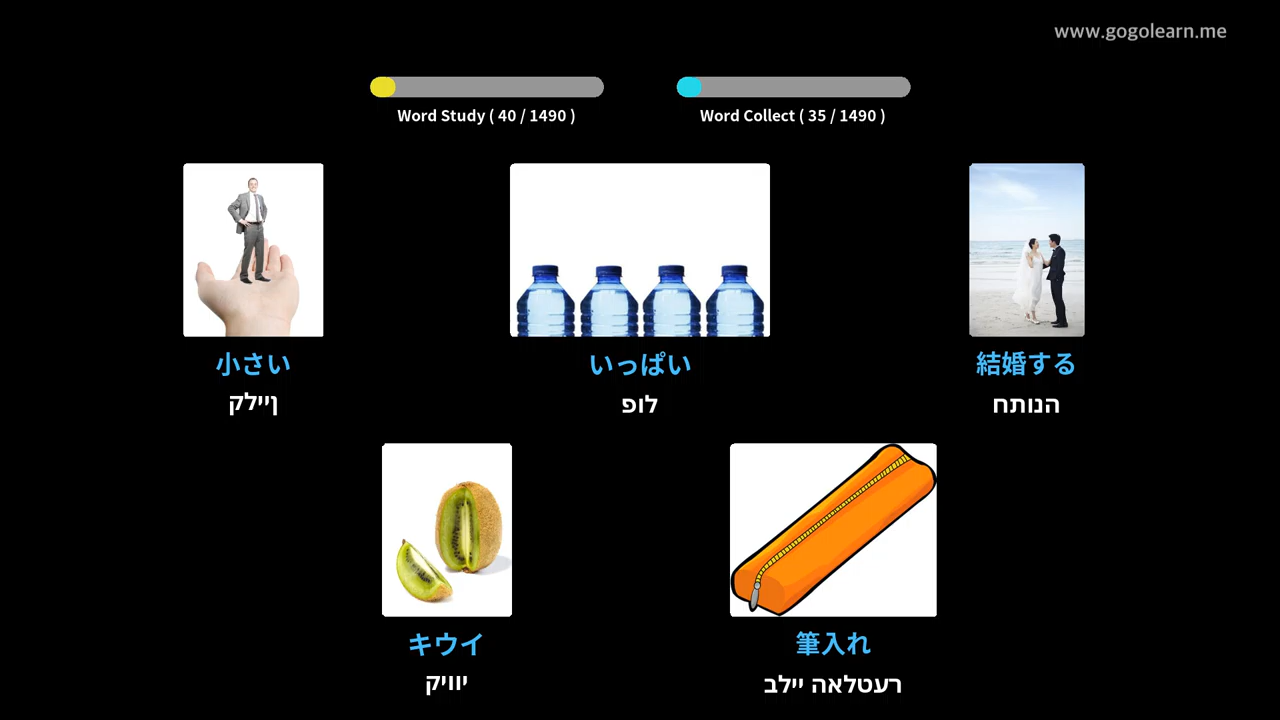 www.gogolearn.me
Word Study ( 40 / 1490 )
Word Collect ( 35 / 1490 )
小さい
ןיילק
いっぱい
לופ
結婚する
הנותח
キウイ
יוויק
筆入れ
רעטלאה יילב